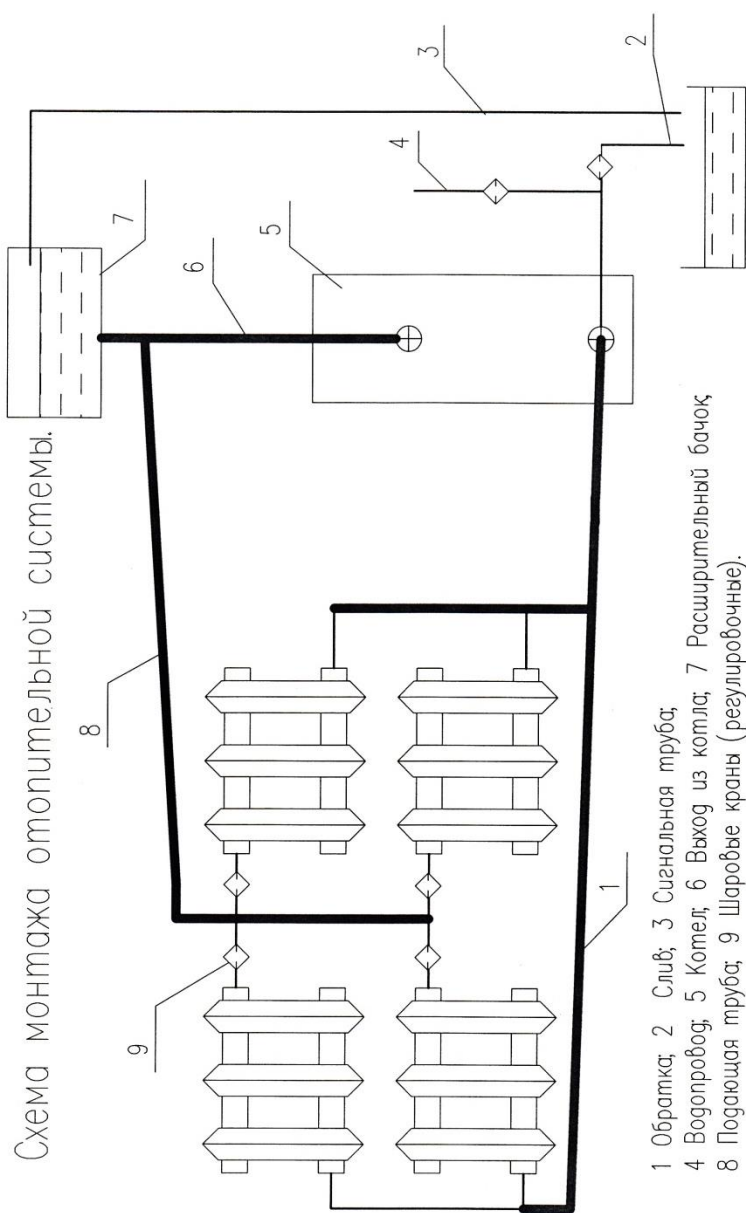 Схема монтажа отопительной системы.
7
3
2
4
6
5
8
9
1
1 Обратка; 2 Слив; 3 Сигнальная труба;
4 Водопровод; 5 Котел; 6 Выход из котла; 7 Расширительный бачок;
8 Подающая труба; 9 Шаровые краны (регулировочные).